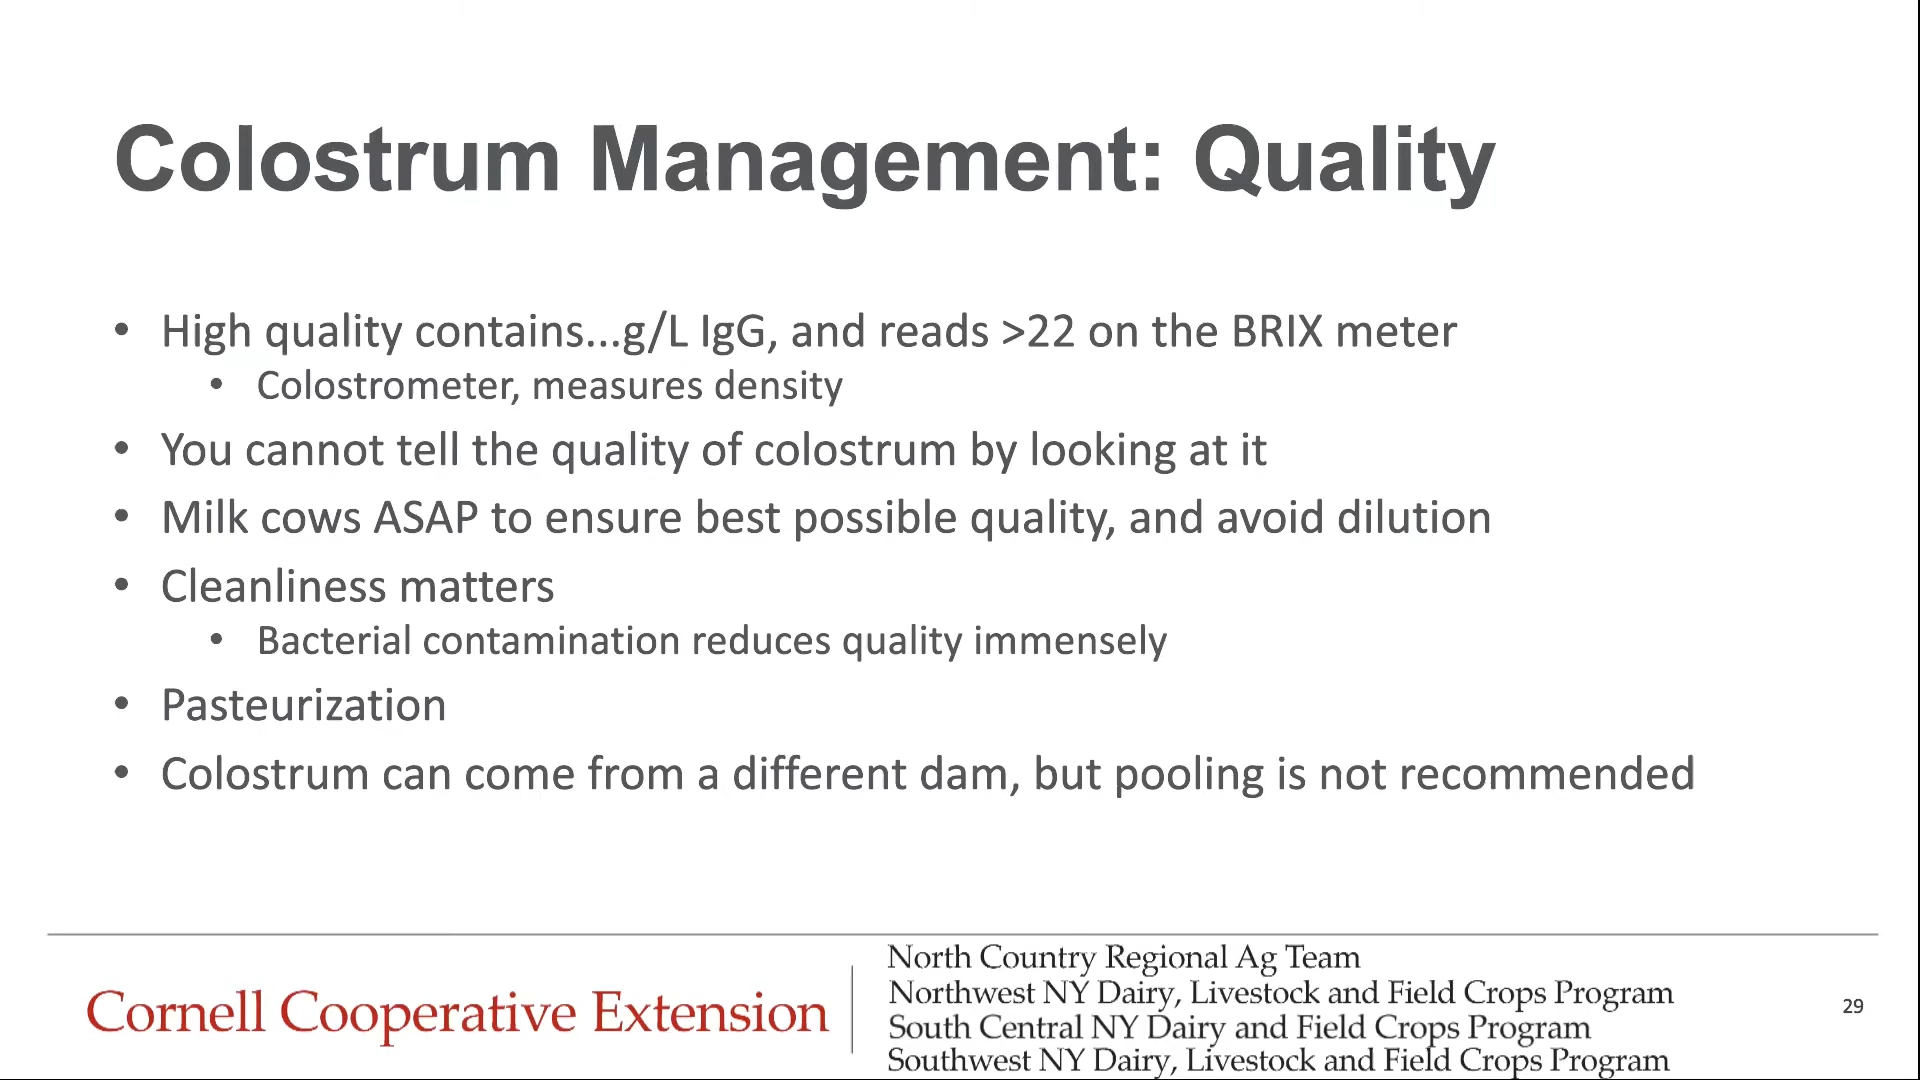 Colostrum Management: Quality
• High quality contains...g/L IgG, and reads >22 on the BRIX meter
• Colostrometer, measures density
• You cannot tell the quality of colostrum by looking at it
• Milk cows ASAP to ensure best possible quality, and avoid dilution
• Cleanliness matters
• Bacterial contamination reduces quality immensely
• Pasteurization
• Colostrum can come from a different dam, but pooling is not recommended
Cornell Cooperative Extension
North Country Regional Ag Team
Northwest NY Dairy, Livestock and Field Crops Program
South Central NY Dairy and Field Crops Program
Southwest NY Dairy, Livestock and Field Crops Program
29